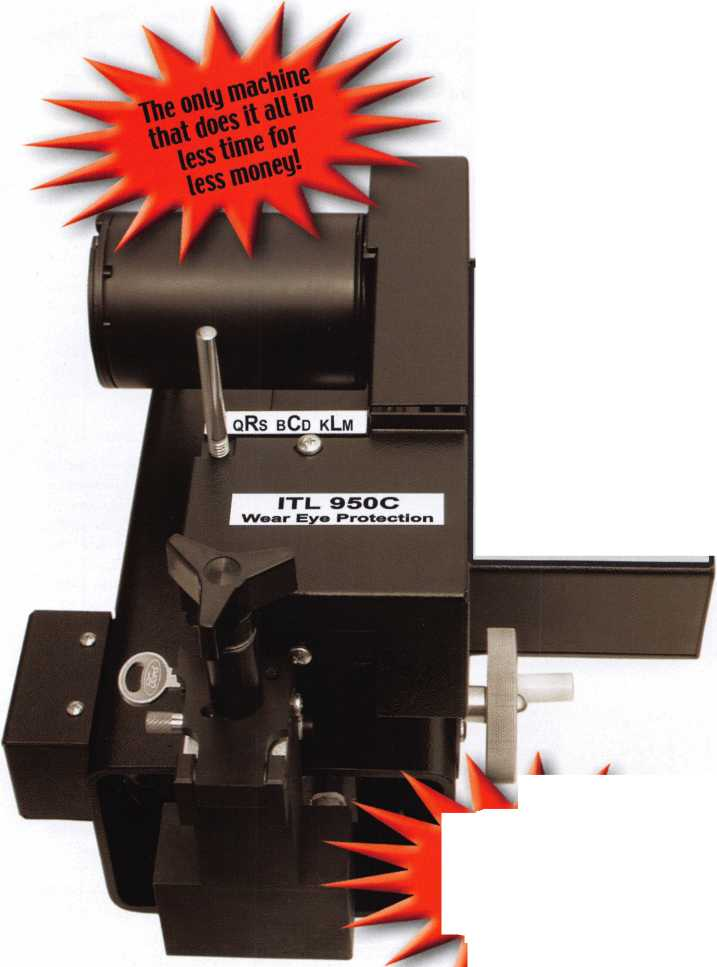 The only machine
that does it all in
less time for
less money!
QRS BCD KLM
ITL 950C
Wear Eye Protection